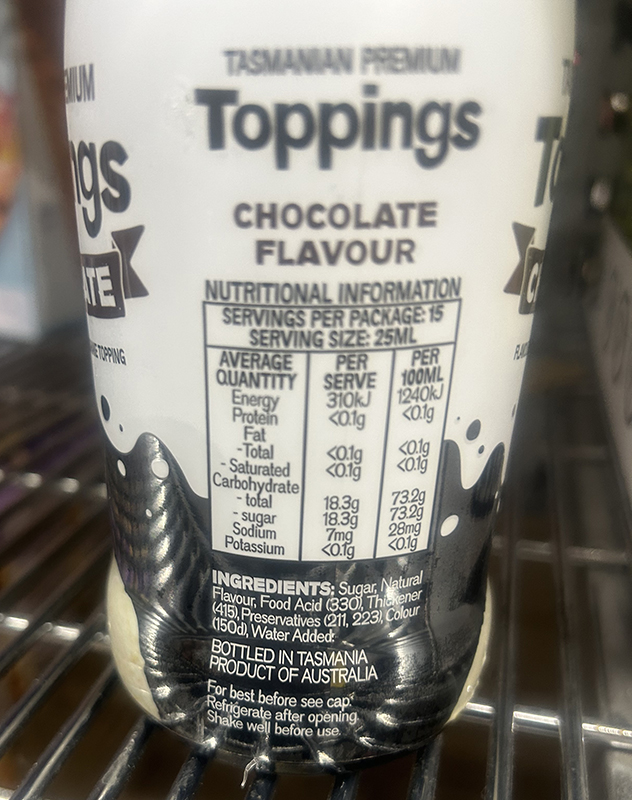 TASMANIAN PREMIUM
Toppings
CHOCOLATE
FLAVOUR
NUTRITIONAL INFORMATION
SERVINGS PER PACKAGE: 15
SERVING SIZE: 25ML
AVERAGE QUANTITY PER SERVE PER 100ML
Energy 310kJ 1240kJ
Protein <0.1g <0.1g
Fat
-Total <0.1g <0.1g
- Saturated <0.1g <0.1g
Carbohydrate
- total 18.3g 73.2g
- sugar 18.3g 73.2g
Sodium 7mg 28mg
Potassium <0.1g <0.1g
INGREDIENTS: Sugar, Natural
Flavour, Food Acid (330), Thickener
(415), Preservatives (211, 223), Colour
(150d), Water Added.
BOTTLED IN TASMANIA
PRODUCT OF AUSTRALIA
For best before see cap.
Refrigerate after opening.
Shake well before use.